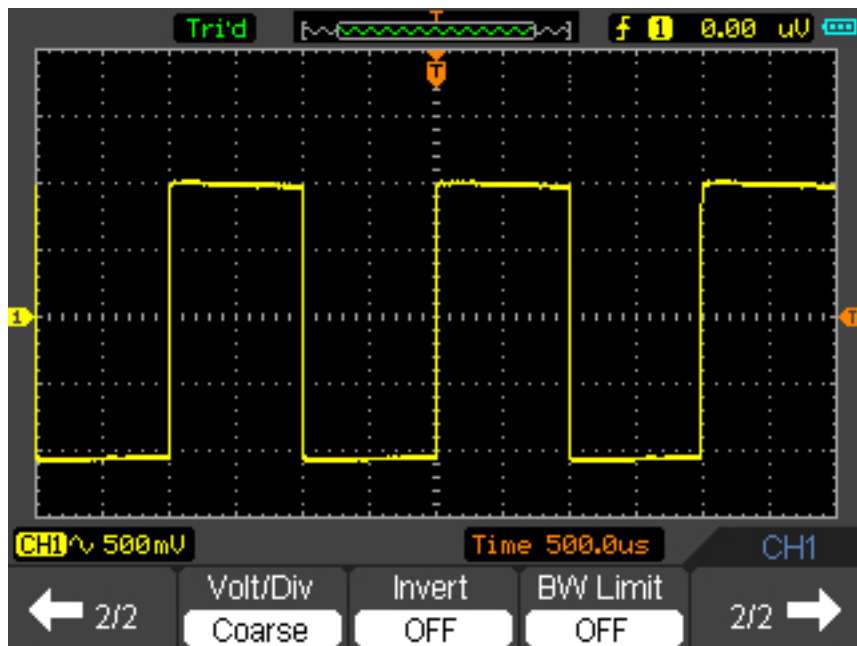 Tri'd T 1 0.00 uV
T
1 T
CH1 500mV Time 500.0us CH1
2/2 Volt/Div Invert BW Limit 2/2
Coarse OFF OFF